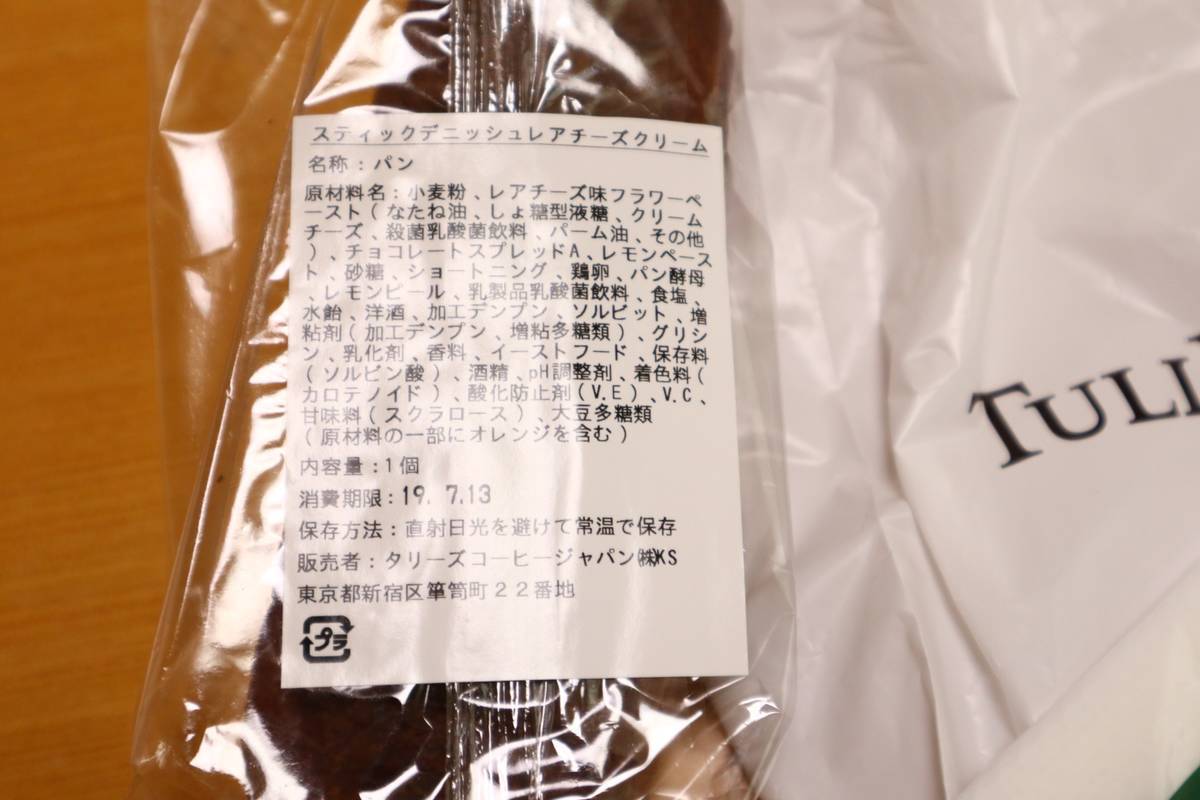 スティックデニッシュレアチーズクリーム
名称：パン
原材料名：小麦粉、レアチーズ味フラワーペ
ースト（なたね油、しょ糖型液糖、クリーム
チーズ、殺菌乳酸菌飲料、パーム油、その他
）、チョコレートスプレッドA、レモンペース
ト、砂糖、ショートニング、鶏卵、パン酵母
、レモンピール、乳製品乳酸菌飲料、食塩、
水飴、洋酒、加工デンプン、ソルビット、増
粘剤（加工デンプン、増粘多糖類）、グリシ
ン、乳化剤、香料、イーストフード、保存料
（ソルビン酸）、酒精、pH調整剤、着色料（
カロテノイド）、酸化防止剤（V.E）、V.C、
甘味料（スクラロース）、大豆多糖類
（原材料の一部にオレンジを含む）
内容量：1個
消費期限：19. 7.13
保存方法：直射日光を避けて常温で保存
販売者：タリーズコーヒージャパン㈱KS
東京都新宿区箪笥町２２番地
プラ
TULL